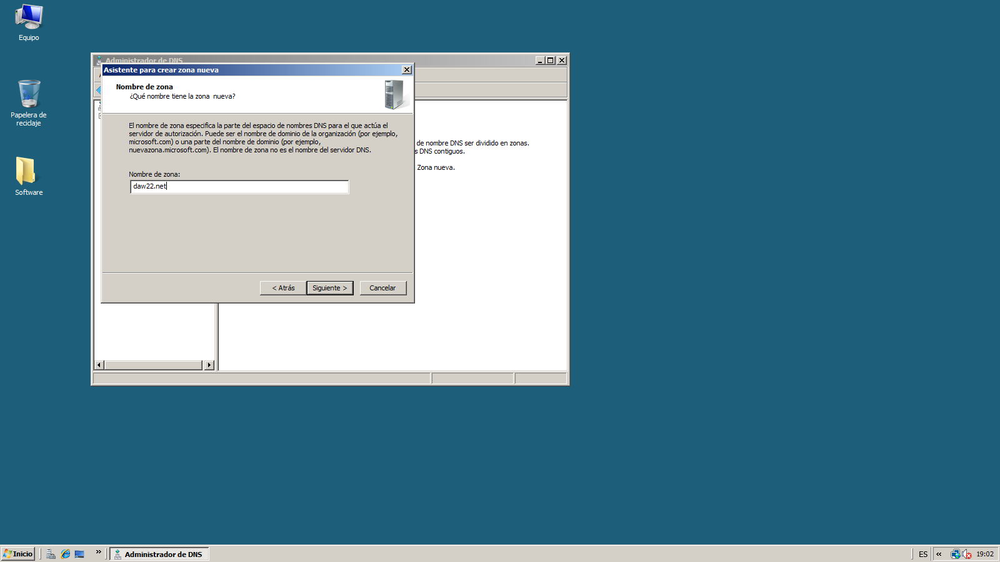 Equipo
Papelera de
reciclaje
Software
Administrador de DNS
Asistente para crear zona nueva
Nombre de zona
¿Qué nombre tiene la zona  nueva?
El nombre de zona especifica la parte del espacio de nombres DNS para el que actúa el
servidor de autorización. Puede ser el nombre de dominio de la organización (por ejemplo,
microsoft.com) o una parte del nombre de dominio (por ejemplo,
nuevazona.microsoft.com). El nombre de zona no es el nombre del servidor DNS.
de nombre DNS ser dividido en zonas.
s DNS contiguos.
Zona nueva.
Nombre de zona:
daw22.net
< Atrás
Siguiente >
Cancelar
Inicio
»
Administrador de DNS
ES
«
19:02